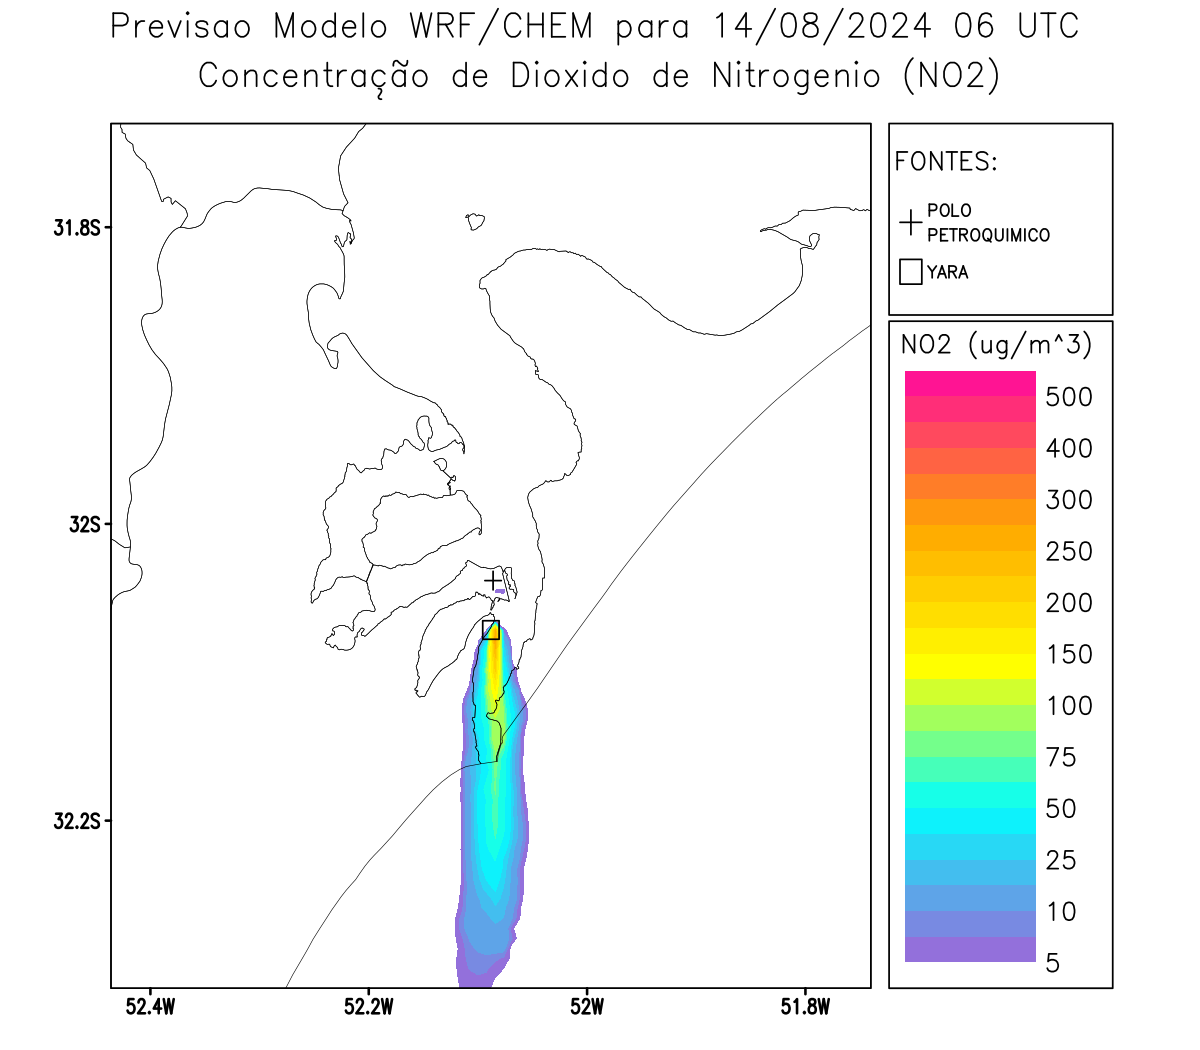 Previsao Modelo WRF/CHEM para 14/08/2024 06 UTC
Concentração de Dioxido de Nitrogenio (NO2)
FONTES:
POLO
PETROQUIMICO
YARA
NO2 (ug/m^3)
500
400
300
250
200
150
100
75
50
25
10
5
31.8S
32S
32.2S
52.4W
52.2W
52W
51.8W